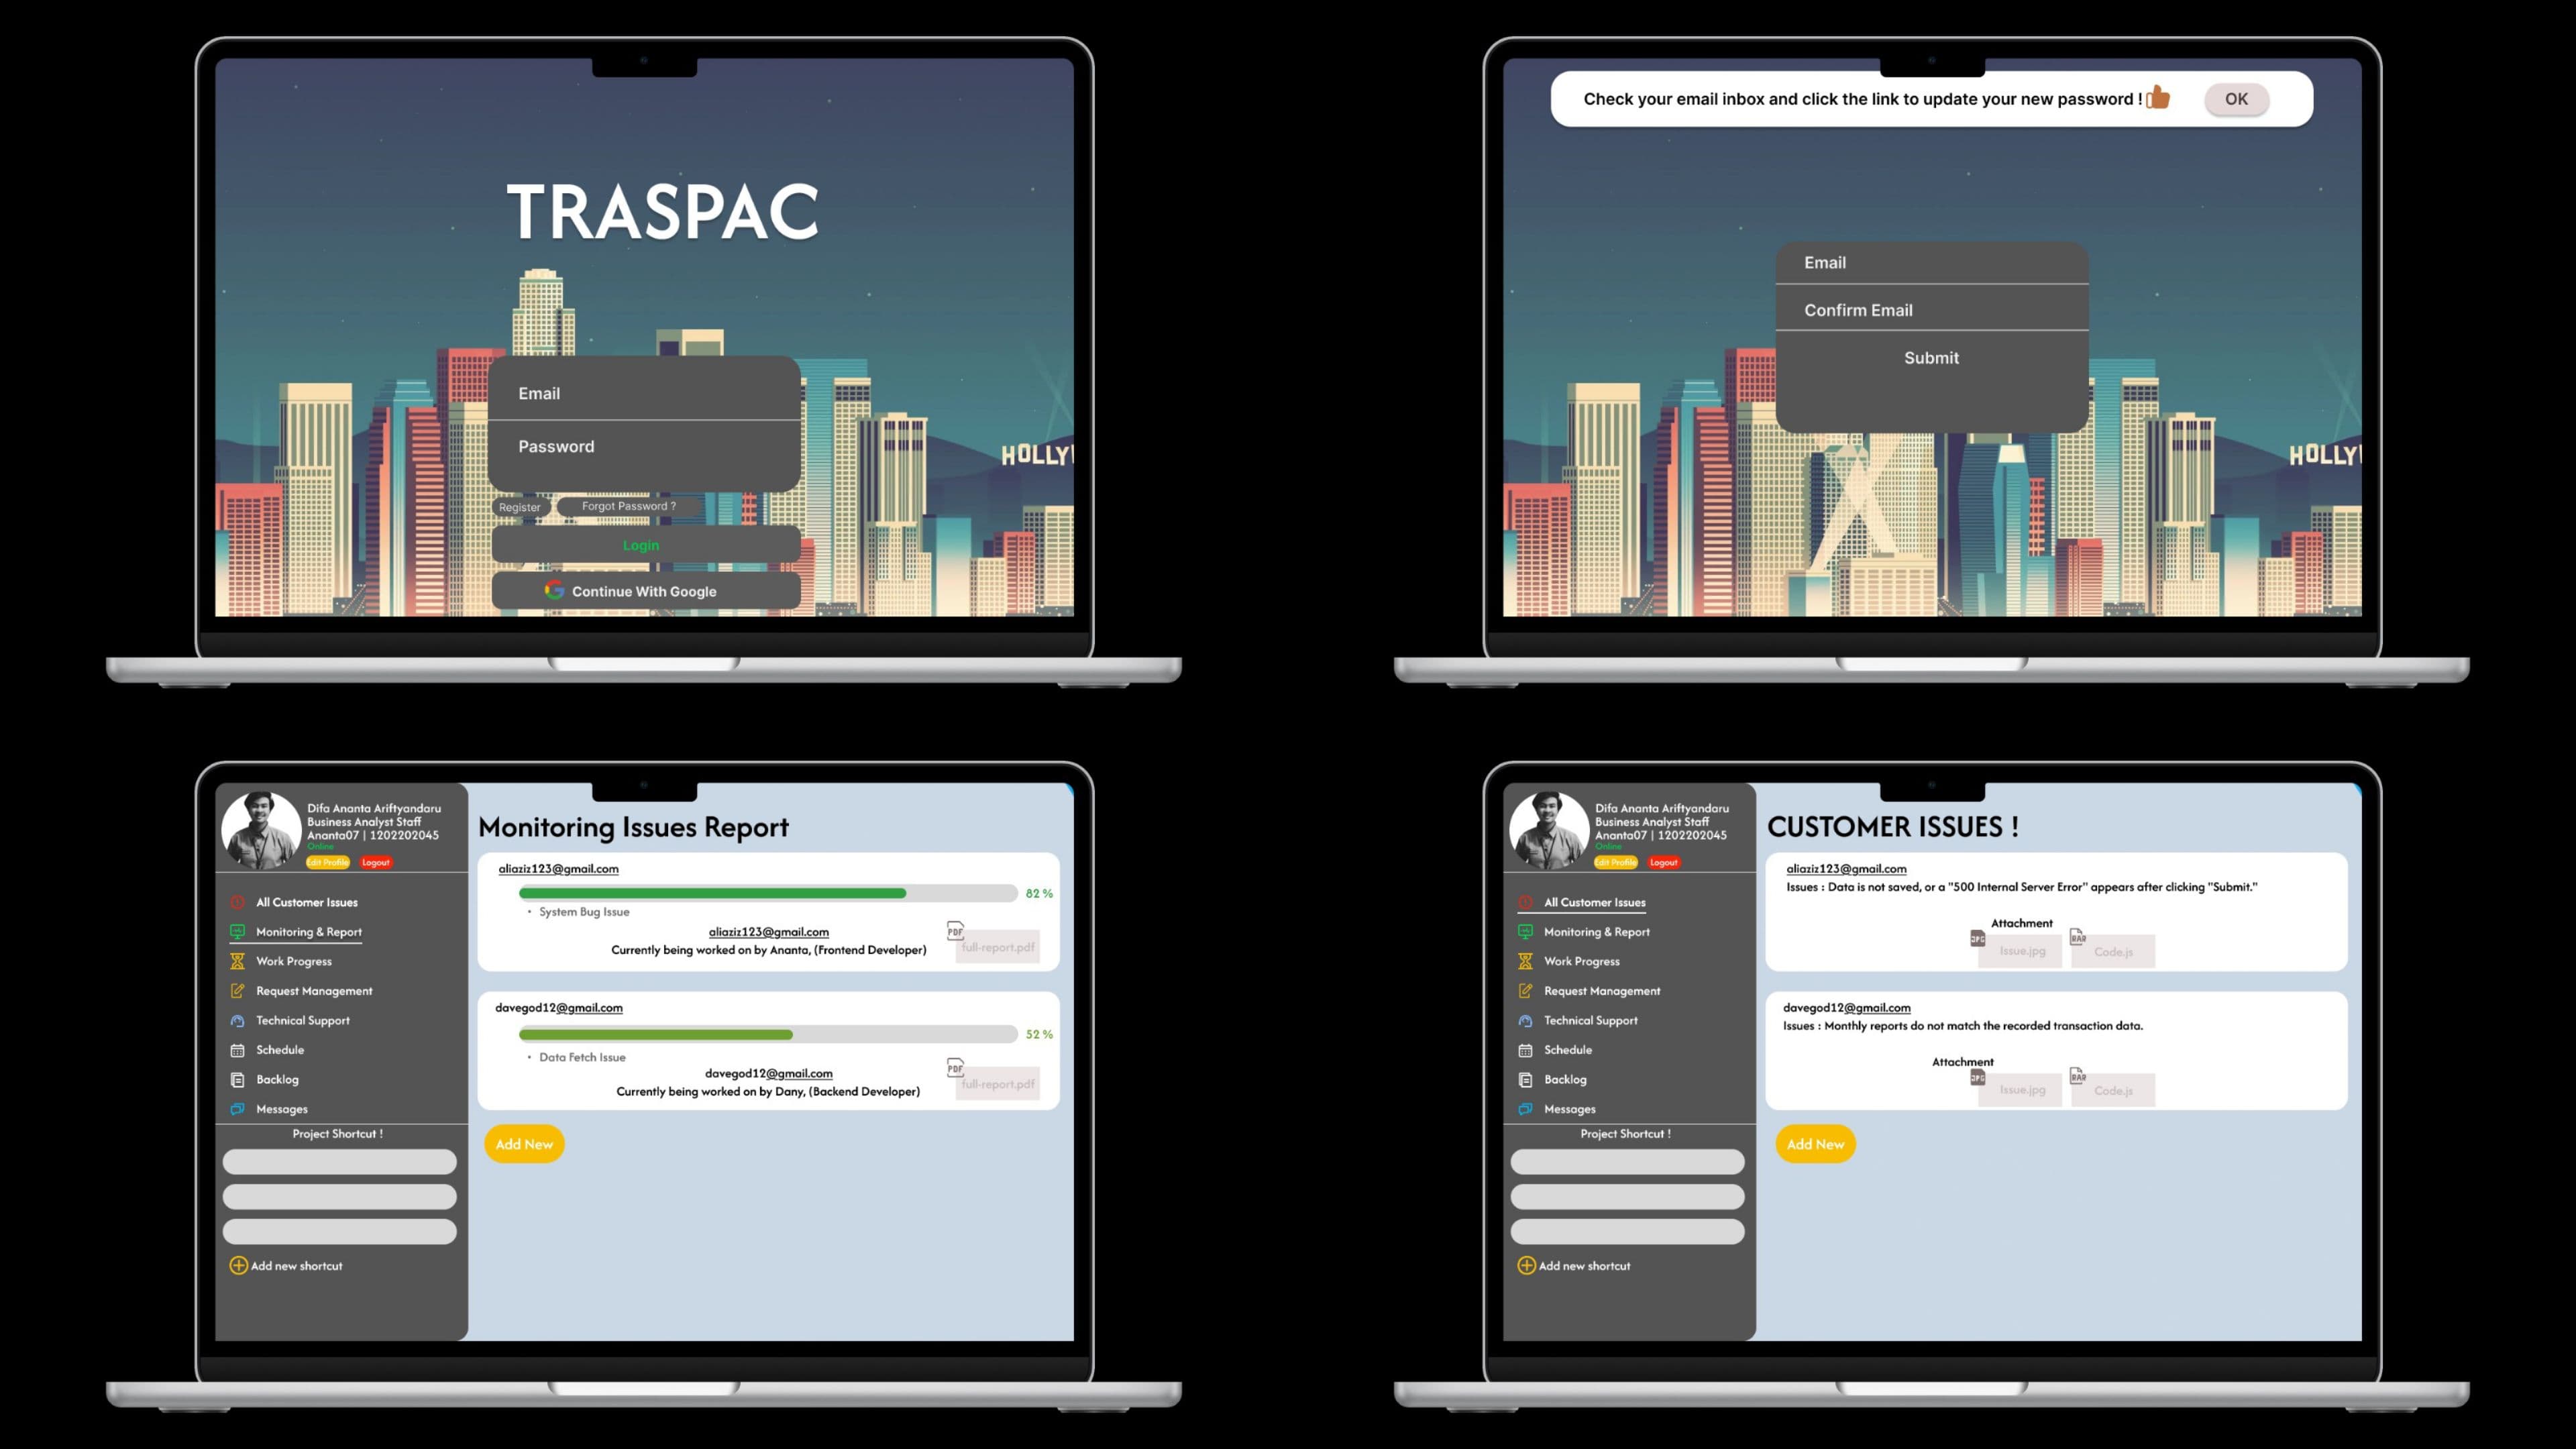 TRASPAC
Email
Password
Register
Forgot Password ?
Login
Continue With Google
HOLLY
Check your email inbox and click the link to update your new password !
OK
Email
Confirm Email
Submit
HOLLY
Difa Ananta Ariftyandaru
Business Analyst Staff
Ananta07 | 1202202045
Online
Edit Profile
Logout
All Customer Issues
Monitoring & Report
Work Progress
Request Management
Technical Support
Schedule
Backlog
Messages
Project Shortcut !
Add new shortcut
Monitoring Issues Report
aliaziz123@gmail.com
82 %
• System Bug Issue
aliaziz123@gmail.com
Currently being worked on by Ananta, (Frontend Developer)
PDF
full-report.pdf
davegod12@gmail.com
52 %
• Data Fetch Issue
davegod12@gmail.com
Currently being worked on by Dany, (Backend Developer)
PDF
full-report.pdf
Add New
Difa Ananta Ariftyandaru
Business Analyst Staff
Ananta07 | 1202202045
Online
Edit Profile
Logout
All Customer Issues
Monitoring & Report
Work Progress
Request Management
Technical Support
Schedule
Backlog
Messages
Project Shortcut !
Add new shortcut
CUSTOMER ISSUES !
aliaziz123@gmail.com
Issues : Data is not saved, or a "500 Internal Server Error" appears after clicking "Submit."
Attachment
JPG
Issue.jpg
RAR
Code.js
davegod12@gmail.com
Issues : Monthly reports do not match the recorded transaction data.
Attachment
JPG
Issue.jpg
RAR
Code.js
Add New